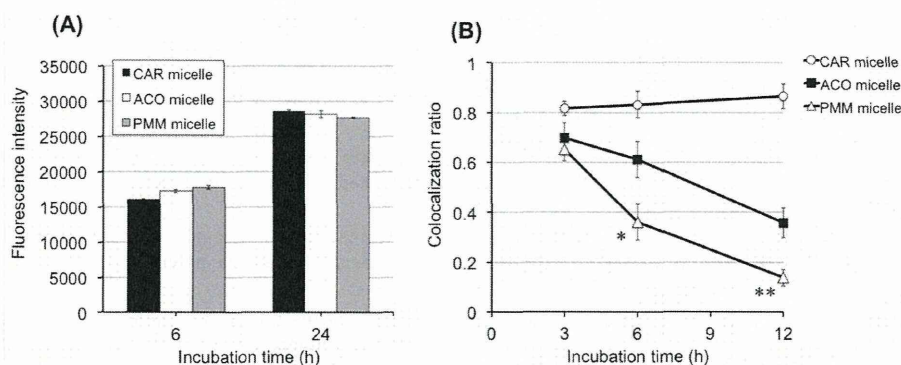 (A)
Fluorescence intensity
35000
30000
25000
20000
15000
10000
5000
0
CAR micelle
ACO micelle
PMM micelle
6
24
Incubation time (h)
(B)
Colocalization ratio
1
0.8
0.6
0.4
0.2
0
CAR micelle
ACO micelle
PMM micelle
*
**
0
3
6
9
12
Incubation time (h)